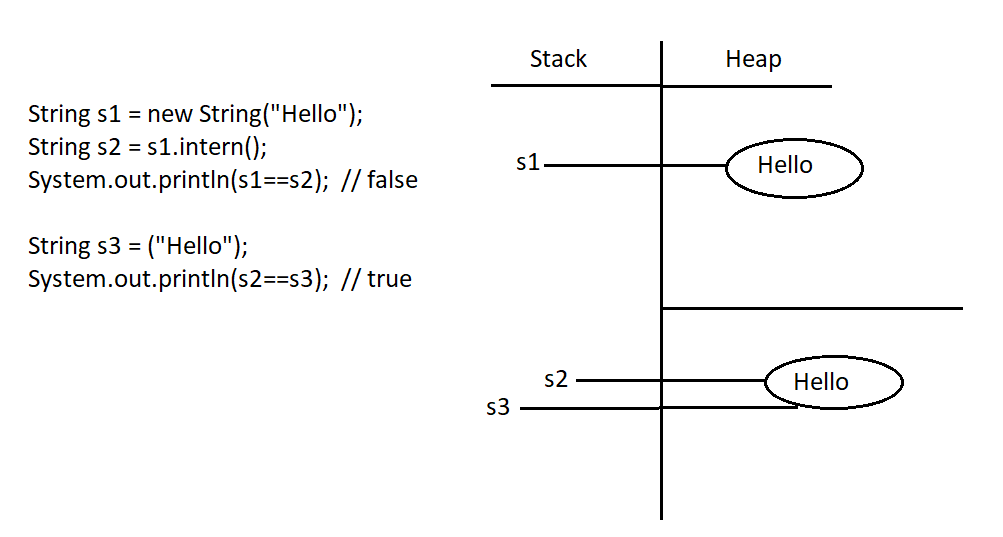 String s1 = new String("Hello");
String s2 = s1.intern();
System.out.println(s1==s2);  // false
String s3 = ("Hello");
System.out.println(s2==s3);  // true
Stack
Heap
s1
Hello
s2
Hello
s3